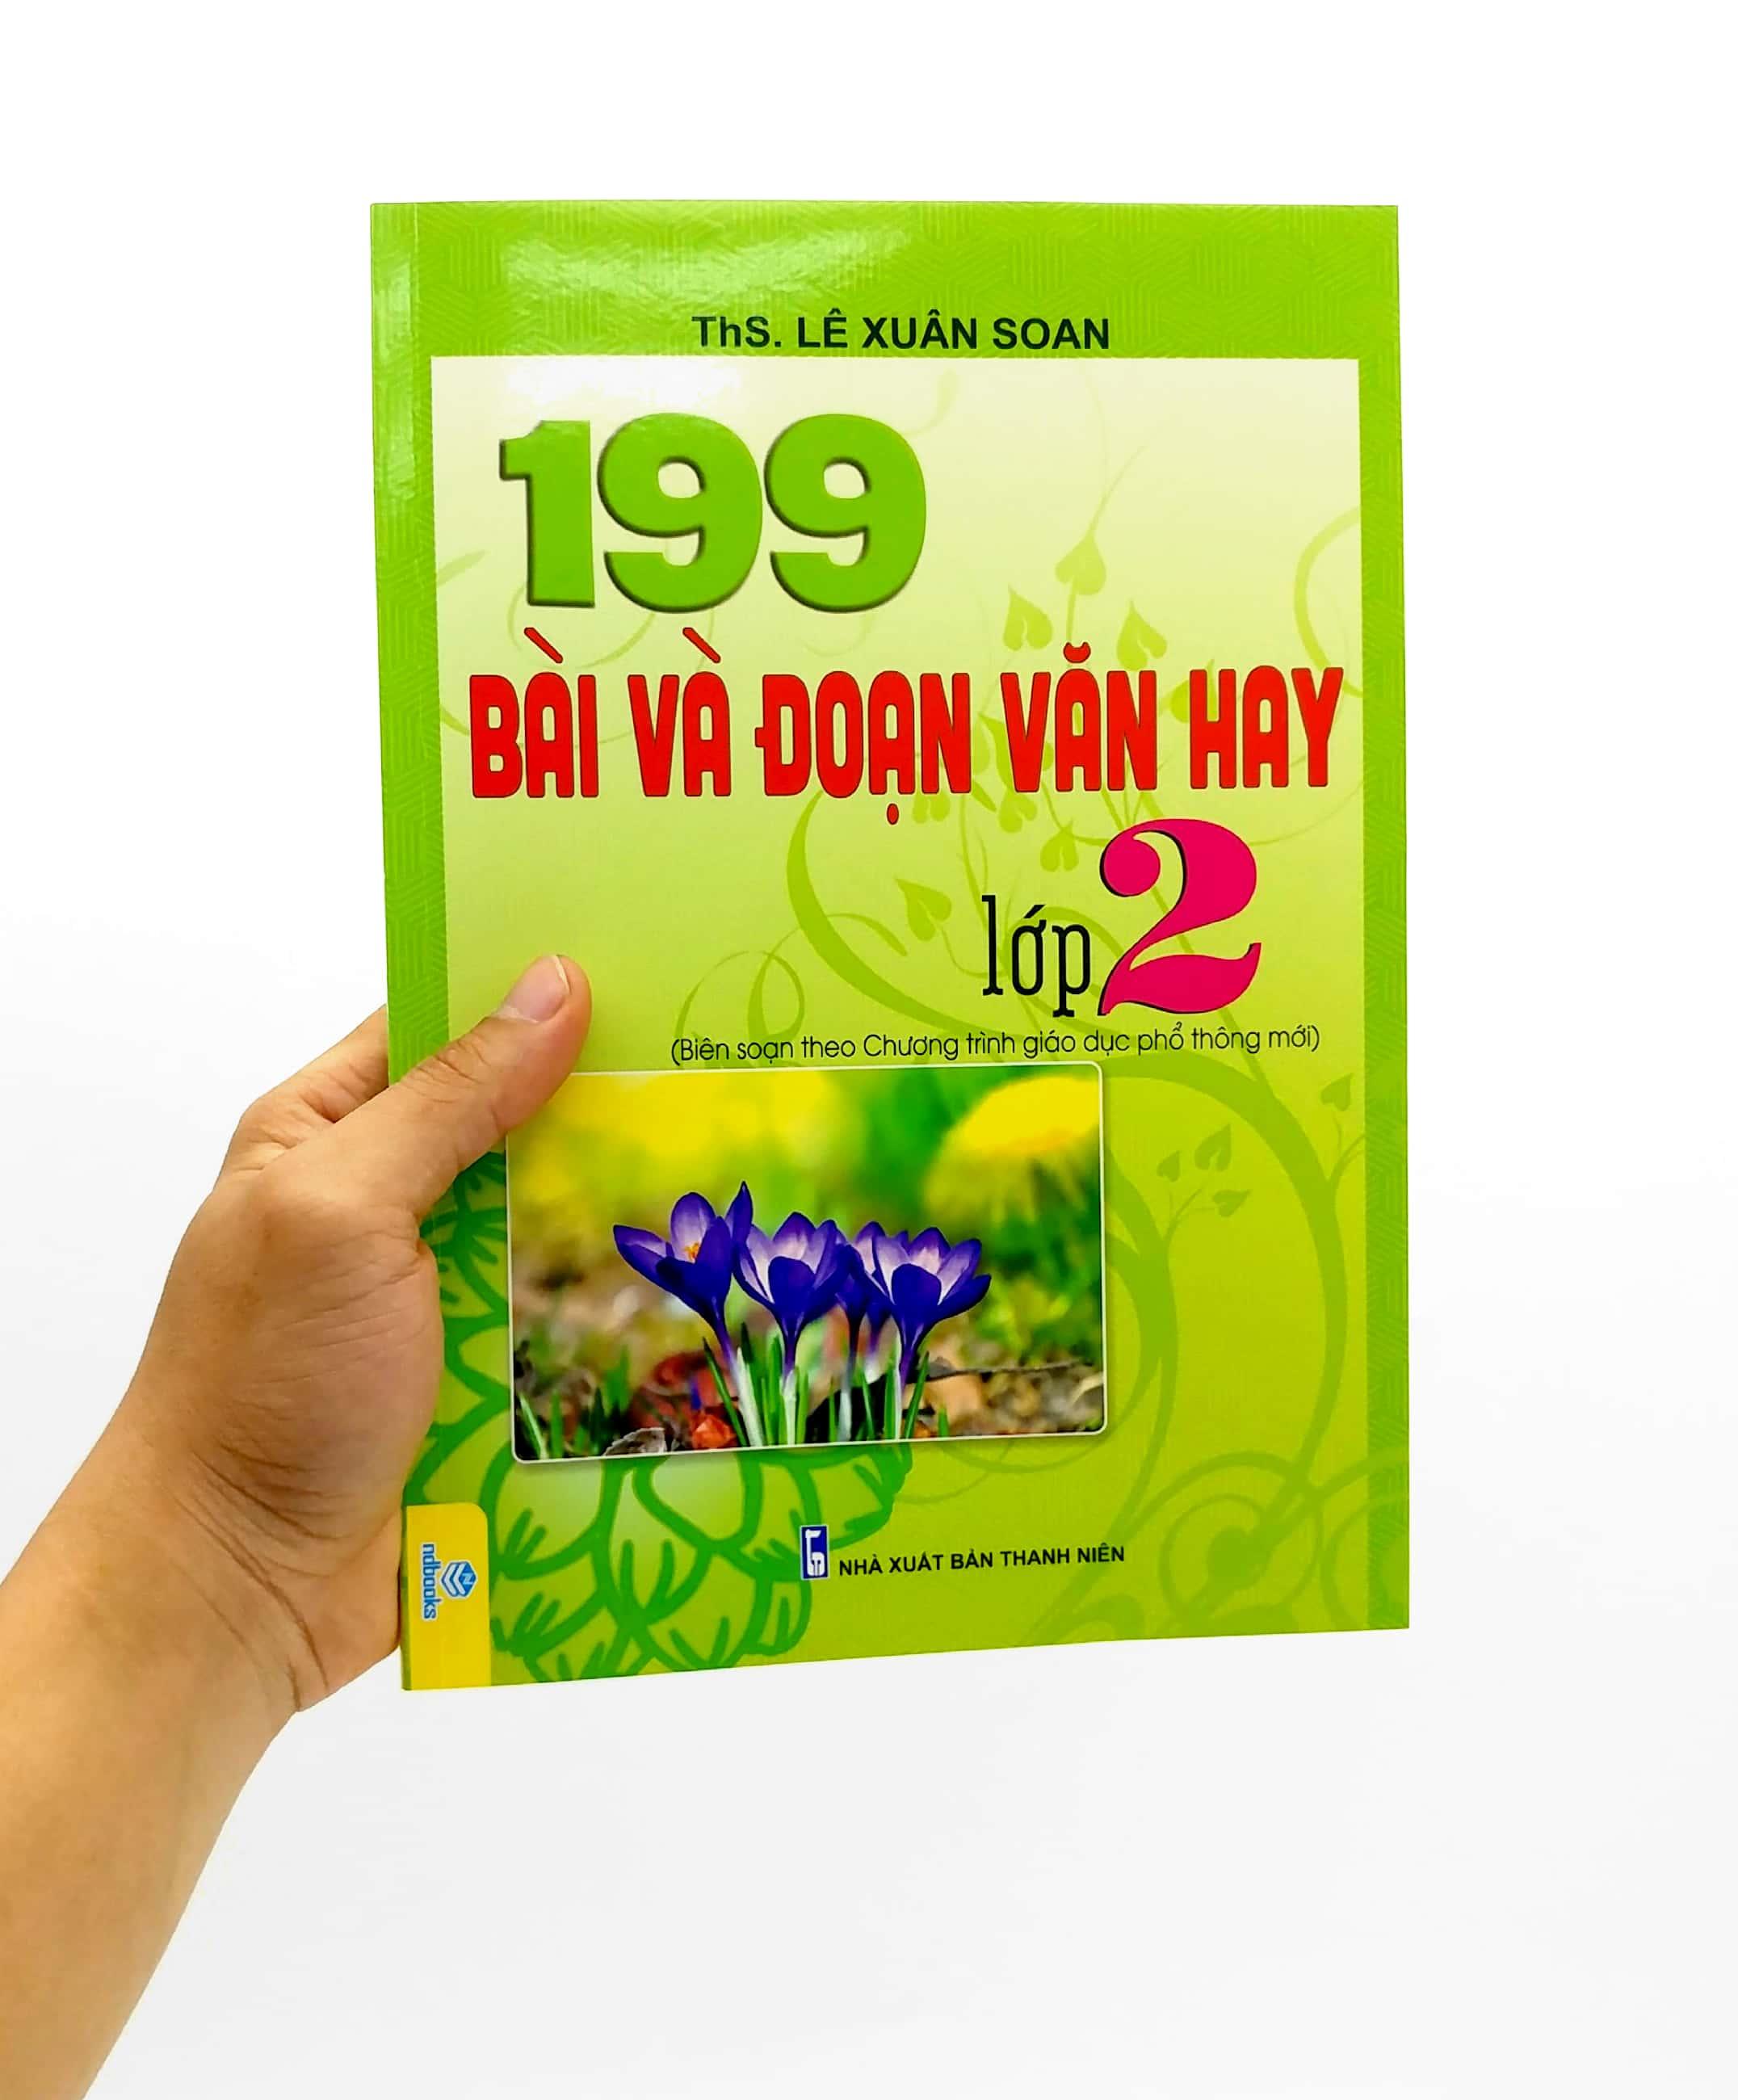 ThS. LÊ XUÂN SOAN
199
BÀI VÀ ĐOẠN VĂN HAY
lớp 2
(Biên soạn theo Chương trình giáo dục phổ thông mới)
NHÀ XUẤT BẢN THANH NIÊN
ndbooks